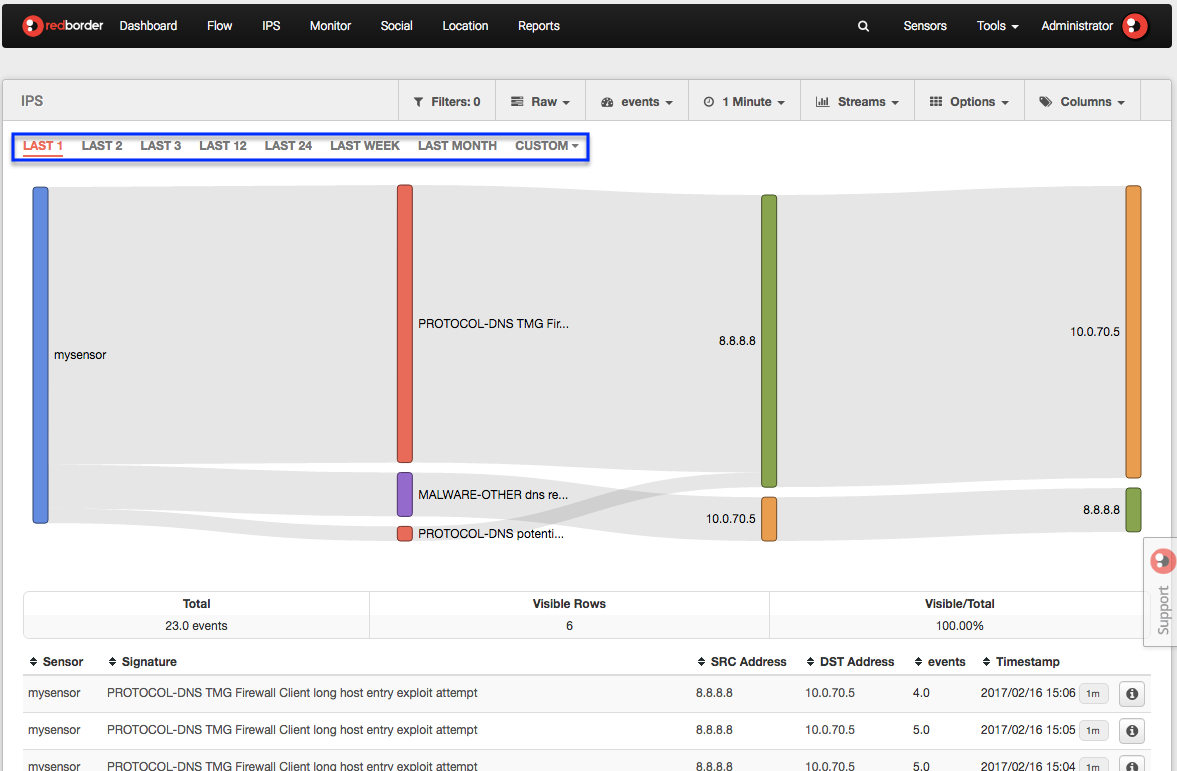 redborder Dashboard Flow IPS Monitor Social Location Reports Sensors Tools Administrator
IPS Filters: 0 Raw events 1 Minute Streams Options Columns
LAST 1 LAST 2 LAST 3 LAST 12 LAST 24 LAST WEEK LAST MONTH CUSTOM
PROTOCOL-DNS TMG Fir...
10.0.70.5
8.8.8.8
mysensor
MALWARE-OTHER dns re...
8.8.8.8
10.0.70.5
PROTOCOL-DNS potenti...
Support
Total Visible Rows Visible/Total
23.0 events 6 100.00%
Sensor Signature SRC Address DST Address events Timestamp
mysensor PROTOCOL-DNS TMG Firewall Client long host entry exploit attempt 8.8.8.8 10.0.70.5 4.0 2017/02/16 15:06 1m
mysensor PROTOCOL-DNS TMG Firewall Client long host entry exploit attempt 8.8.8.8 10.0.70.5 5.0 2017/02/16 15:05 1m
mysensor PROTOCOL-DNS TMG Firewall Client long host entry exploit attempt 8.8.8.8 10.0.70.5 5.0 2017/02/16 15:04 1m